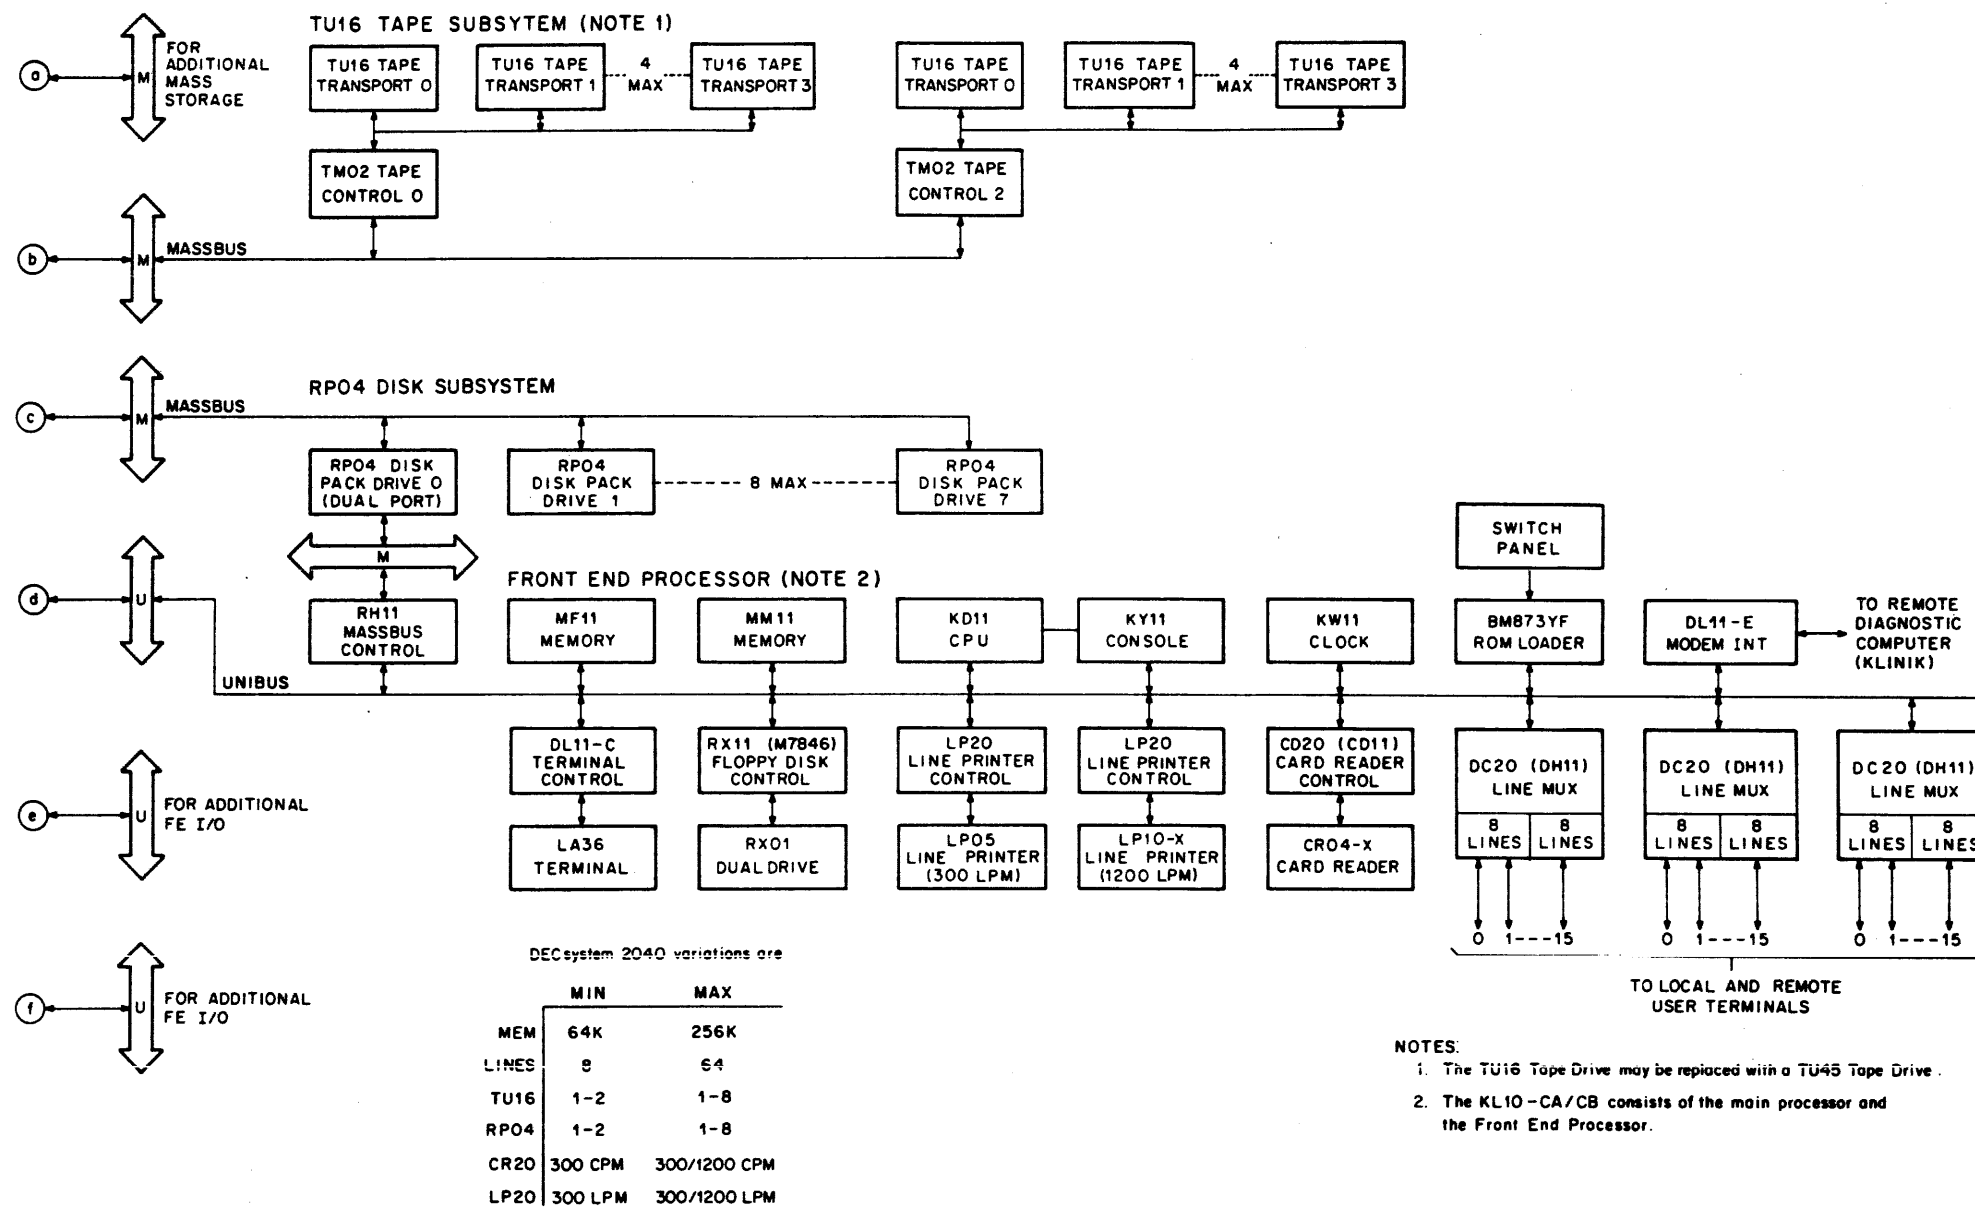 TU16 TAPE SUBSYTEM (NOTE 1)
a
M
FOR
ADDITIONAL
MASS
STORAGE
TU16 TAPE
TRANSPORT 0
TU16 TAPE
TRANSPORT 1
4
MAX
TU16 TAPE
TRANSPORT 3
TU16 TAPE
TRANSPORT 0
TU16 TAPE
TRANSPORT 1
4
MAX
TU16 TAPE
TRANSPORT 3
TM02 TAPE
CONTROL 0
TM02 TAPE
CONTROL 2
b
M
MASSBUS
RP04 DISK SUBSYSTEM
c
M
MASSBUS
RP04 DISK
PACK DRIVE 0
(DUAL PORT)
RP04
DISK PACK
DRIVE 1
8 MAX
RP04
DISK PACK
DRIVE 7
M
SWITCH
PANEL
FRONT END PROCESSOR (NOTE 2)
d
U
RH11
MASSBUS
CONTROL
MF11
MEMORY
MM11
MEMORY
KD11
CPU
KY11
CONSOLE
KW11
CLOCK
BM873YF
ROM LOADER
DL11-E
MODEM INT
TO REMOTE
DIAGNOSTIC
COMPUTER
(KLINIK)
UNIBUS
DL11-C
TERMINAL
CONTROL
RX11 (M7846)
FLOPPY DISK
CONTROL
LP20
LINE PRINTER
CONTROL
LP20
LINE PRINTER
CONTROL
CD20 (CD11)
CARD READER
CONTROL
DC20 (DH11)
LINE MUX
8
LINES
8
LINES
DC20 (DH11)
LINE MUX
8
LINES
8
LINES
DC20 (DH11)
LINE MUX
8
LINES
8
LINES
e
U
FOR ADDITIONAL
FE I/O
LA36
TERMINAL
RX01
DUAL DRIVE
LP05
LINE PRINTER
(300 LPM)
LP10-X
LINE PRINTER
(1200 LPM)
CR04-X
CARD READER
0 1---15
0 1---15
0 1---15
TO LOCAL AND REMOTE
USER TERMINALS
f
U
FOR ADDITIONAL
FE I/O
DECsystem 2040 variations are
MIN MAX
MEM 64K 256K
LINES 8 64
TU16 1-2 1-8
RP04 1-2 1-8
CR20 300 CPM 300/1200 CPM
LP20 300 LPM 300/1200 LPM
NOTES:
1. The TU16 Tape Drive may be replaced with a TU45 Tape Drive.
2. The KL10-CA/CB consists of the main processor and
the Front End Processor.